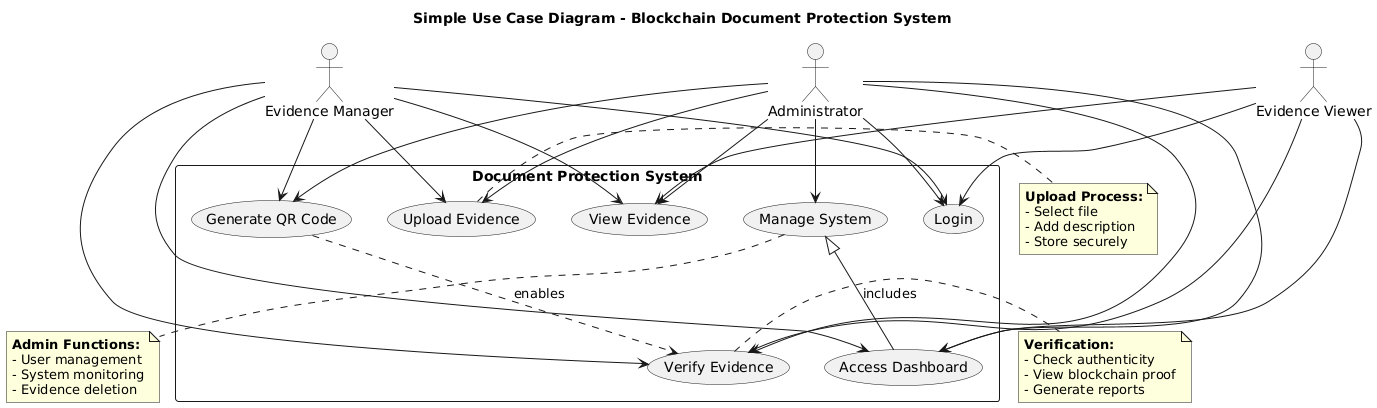 Simple Use Case Diagram - Blockchain Document Protection System
Evidence Manager
Administrator
Evidence Viewer
Document Protection System
Generate QR Code
Upload Evidence
View Evidence
Manage System
Login
Upload Process:
- Select file
- Add description
- Store securely
enables
includes
Admin Functions:
- User management
- System monitoring
- Evidence deletion
Verify Evidence
Access Dashboard
Verification:
- Check authenticity
- View blockchain proof
- Generate reports